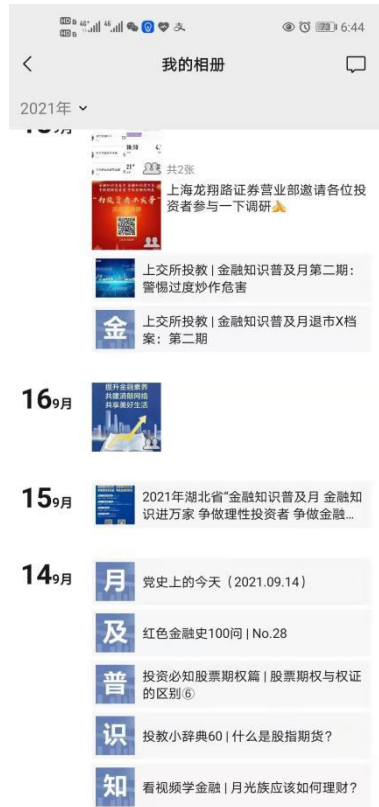 6:44
我的相册
2021年
共2张
上海龙翔路证券营业部邀请各位投
资者参与一下调研
上交所投教 | 金融知识普及月第二期：
警惕过度炒作危害
金
上交所投教 | 金融知识普及月退市X档
案：第二期
16 9月
提升金融素养
共建清朗网络
共享美好生活
15 9月
2021年湖北省“金融知识普及月 金融知
识进万家 争做理性投资者 争做金融...
14 9月
月
党史上的今天（2021.09.14）
及
红色金融史100问 | No.28
普
投资必知股票期权篇 | 股票期权与权证
的区别⑥
识
投教小辞典60 | 什么是股指期货？
知
看视频学金融 | 月光族应该如何理财？